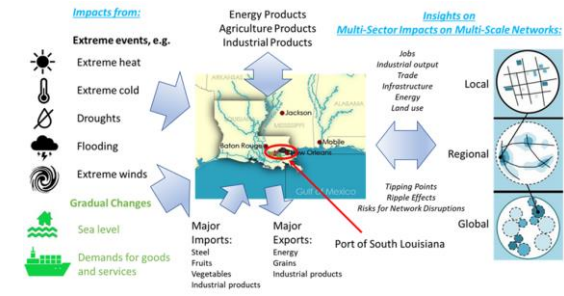 Impacts from:
Extreme events, e.g.
Extreme heat
Extreme cold
Droughts
Flooding
Extreme winds
Gradual Changes
Sea level
Demands for goods
and services
Energy Products
Agriculture Products
Industrial Products
ARKANSAS
ALABAMA
MISSISSIPPI
Jackson
Mobile
Baton Rouge
New Orleans
Gulf of Mexico
Major
Imports:
Steel
Fruits
Vegetables
Industrial products
Major
Exports:
Energy
Grains
Industrial products
Port of South Louisiana
Insights on
Multi-Sector Impacts on Multi-Scale Networks:
Jobs
Industrial output
Trade
Infrastructure
Energy
Land use
Tipping Points
Ripple Effects
Risks for Network Disruptions
Local
Regional
Global